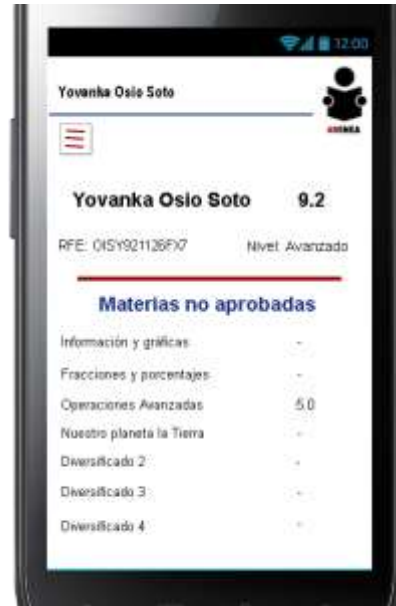 12:00
Yovanka Osio Soto
Yovanka Osio Soto 9.2
RFE: OISY921126FX7 Nivel: Avanzado
Materias no aprobadas
Información y gráficas -
Fracciones y porcentajes -
Operaciones Avanzadas 5.0
Nuestro planeta la Tierra -
Diversificado 2 -
Diversificado 3 -
Diversificado 4 -